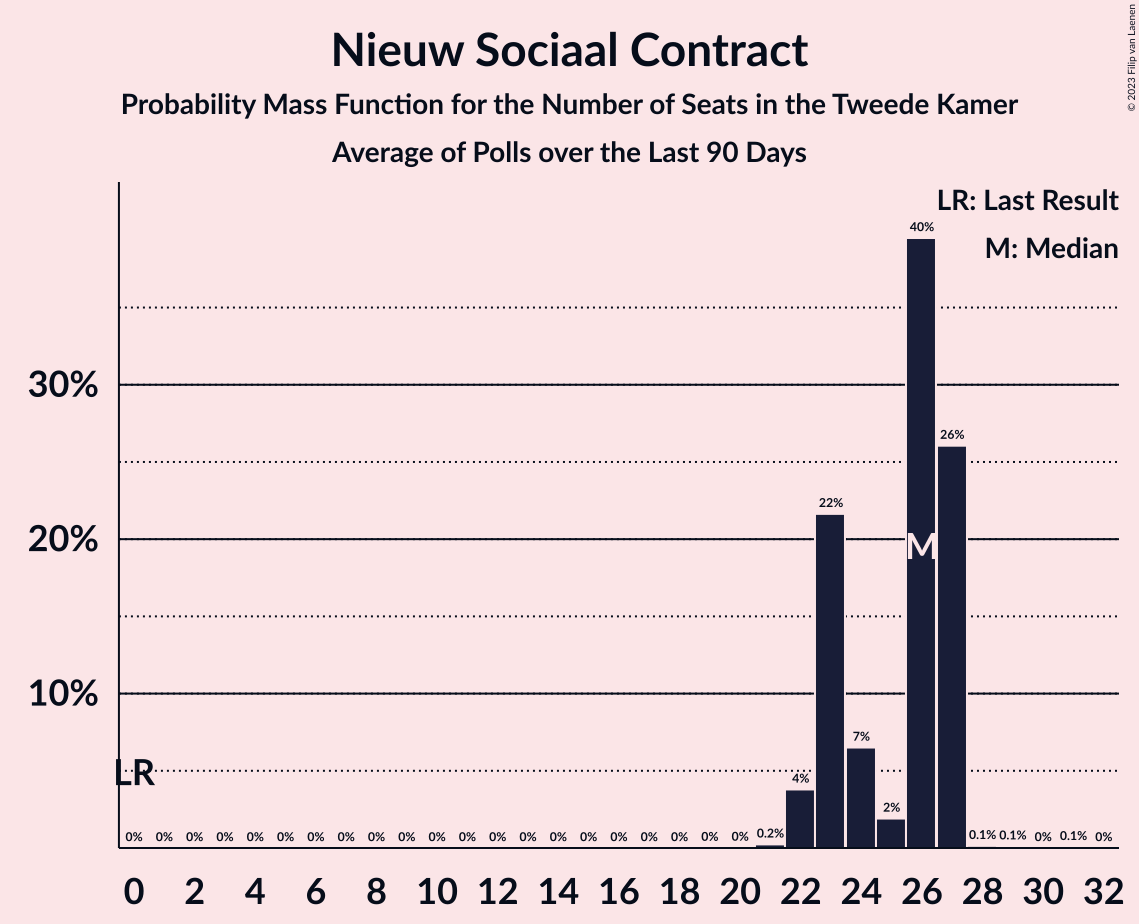 Nieuw Sociaal Contract
Probability Mass Function for the Number of Seats in the Tweede Kamer
Average of Polls over the Last 90 Days
© 2023 Filip van Laenen
LR: Last Result
M: Median
40%
30%
26%
22%
20%
M
10%
LR
7%
4%
2%
0% 0% 0% 0% 0% 0% 0% 0% 0% 0% 0% 0% 0% 0% 0% 0% 0% 0% 0% 0% 0% 0.2% 0.1% 0.1% 0% 0.1% 0%
0 2 4 6 8 10 12 14 16 18 20 22 24 26 28 30 32